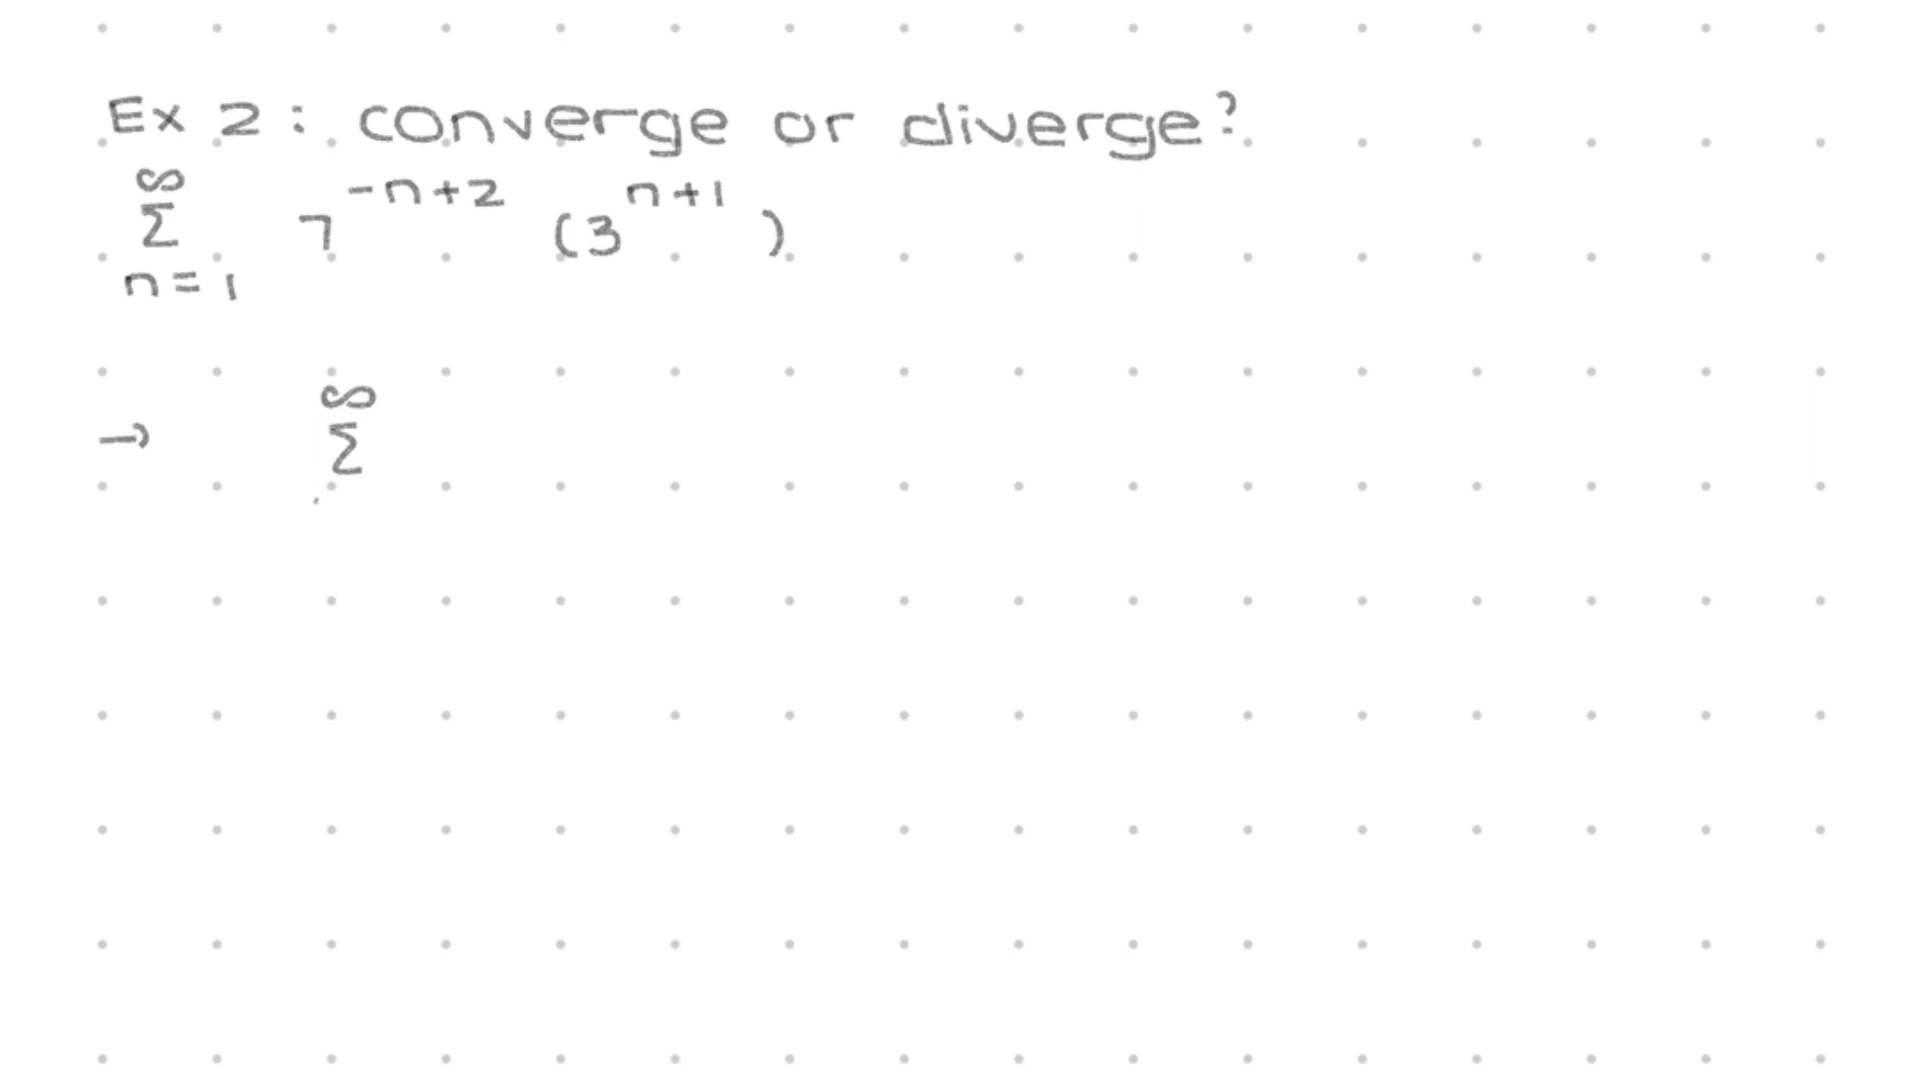 Ex 2: converge or diverge?
∞
Σ 7^{-n+2} (3^{n+1})
n=1
∞
→ Σ